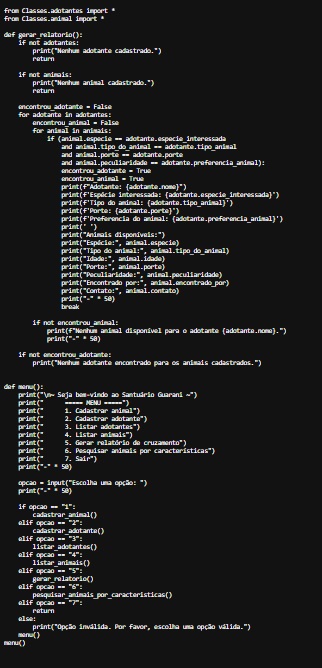 from Classes.adotantes import *
from Classes.animal import *

def gerar_relatorio():
    if not adotantes:
        print("Nenhum adotante cadastrado.")
        return

    if not animais:
        print("Nenhum animal cadastrado.")
        return

    encontrou_adotante = False
    for adotante in adotantes:
        encontrou_animal = False
        for animal in animais:
            if (animal.especie == adotante.especie_interessada
                and animal.tipo_do_animal == adotante.tipo_animal
                and animal.porte == adotante.porte
                and animal.peculiaridade == adotante.preferencia_animal):
                encontrou_adotante = True
                encontrou_animal = True
                print(f"Adotante: {adotante.nome}")
                print(f'Espécie interessada: {adotante.especie_interessada}')
                print(f'Tipo do aminal: {adotante.tipo_animal}')
                print(f'Porte: {adotante.porte}')
                print(f'Preferencia do animal: {adotante.preferencia_animal}')
                print(' ')
                print("Animais disponíveis:")
                print("Espécie:", animal.especie)
                print("Tipo do animal:", animal.tipo_do_animal)
                print("Idade:", animal.idade)
                print("Porte:", animal.porte)
                print("Peculiaridade:", animal.peculiaridade)
                print("Encontrado por:", animal.encontrado_por)
                print("Contato:", animal.contato)
                print("-" * 50)
                break

        if not encontrou_animal:
            print(f"Nenhum animal disponível para o adotante {adotante.nome}.")
            print("-" * 50)

    if not encontrou_adotante:
        print("Nenhum adotante encontrado para os animais cadastrados.")


def menu():
    print("\n~ Seja bem-vindo ao Santuário Guarani ~")
    print("      ===== MENU =====")
    print("      1. Cadastrar animal")
    print("      2. Cadastrar adotante")
    print("      3. Listar adotantes")
    print("      4. Listar animais")
    print("      5. Gerar relatório de cruzamento")
    print("      6. Pesquisar animais por características")
    print("      7. Sair")
    print("-" * 50)

    opcao = input("Escolha uma opção: ")
    print("-" * 50)

    if opcao == "1":
        cadastrar_animal()
    elif opcao == "2":
        cadastrar_adotante()
    elif opcao == "3":
        listar_adotantes()
    elif opcao == "4":
        listar_animais()
    elif opcao == "5":
        gerar_relatorio()
    elif opcao == "6":
        pesquisar_animais_por_caracteristicas()
    elif opcao == "7":
        return
    else:
        print("Opção inválida. Por favor, escolha uma opção válida.")
    menu()
menu()